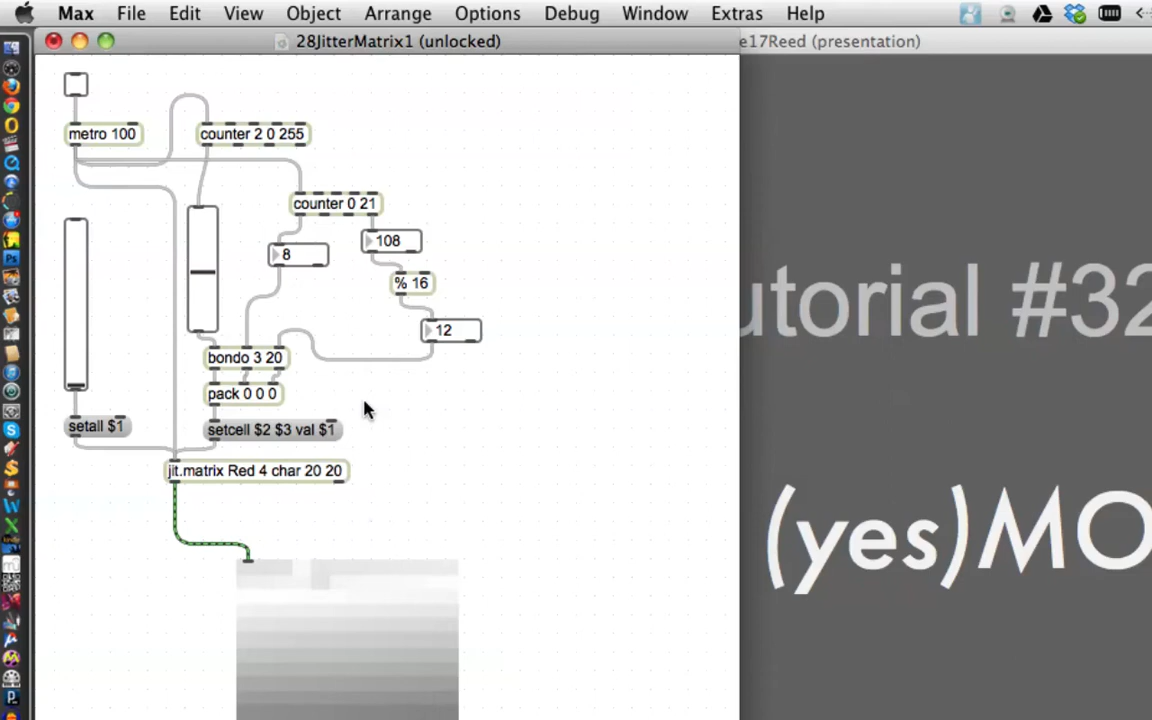 Max File Edit View Object Arrange Options Debug Window Extras Help
28JitterMatrix1 (unlocked)
e17Reed (presentation)
metro 100
counter 2 0 255
counter 0 21
8
108
% 16
12
bondo 3 20
pack 0 0 0
setall $1
setcell $2 $3 val $1
jit.matrix Red 4 char 20 20
utorial #32
(yes)MO